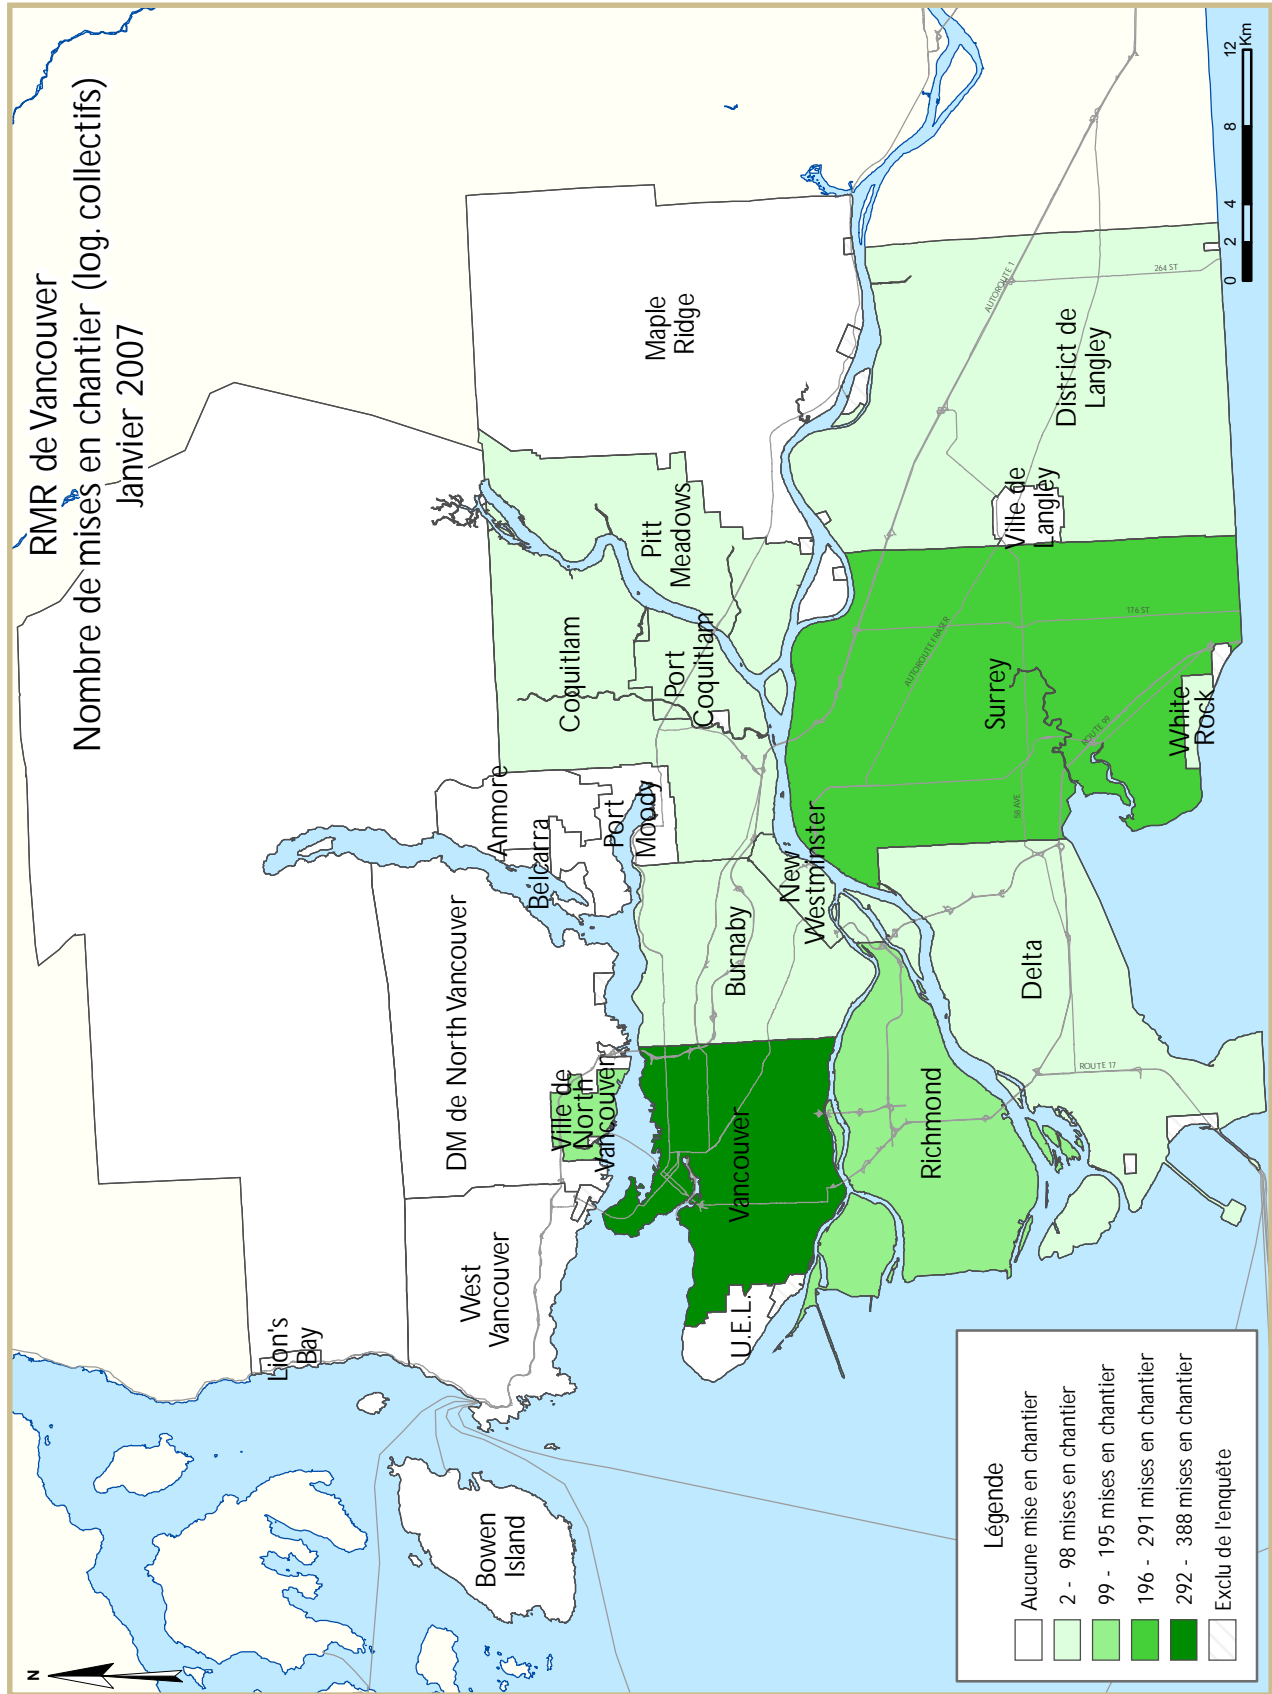 RMR de Vancouver
Nombre de mises en chantier (log. collectifs)
Janvier 2007
N
Lion's
Bay
Bowen
Island
West
Vancouver
DM de North Vancouver
Ville de
North
Vancouver
Anmore
Belcarra
Port
Moody
Coquitlam
Port
Coquitlam
Pitt
Meadows
Maple
Ridge
U.E.L.
Vancouver
Burnaby
New
Westminster
Richmond
Delta
Surrey
White
Rock
Ville de
Langley
District de
Langley
AUTOROUTE 1
264 ST
AUTOROUTE FRASER
176 ST
58 AVE
ROUTE 99
ROUTE 17
Légende
Aucune mise en chantier
2 - 98 mises en chantier
99 - 195 mises en chantier
196 - 291 mises en chantier
292 - 388 mises en chantier
Exclu de l'enquête
0 2 4 8 12
Km